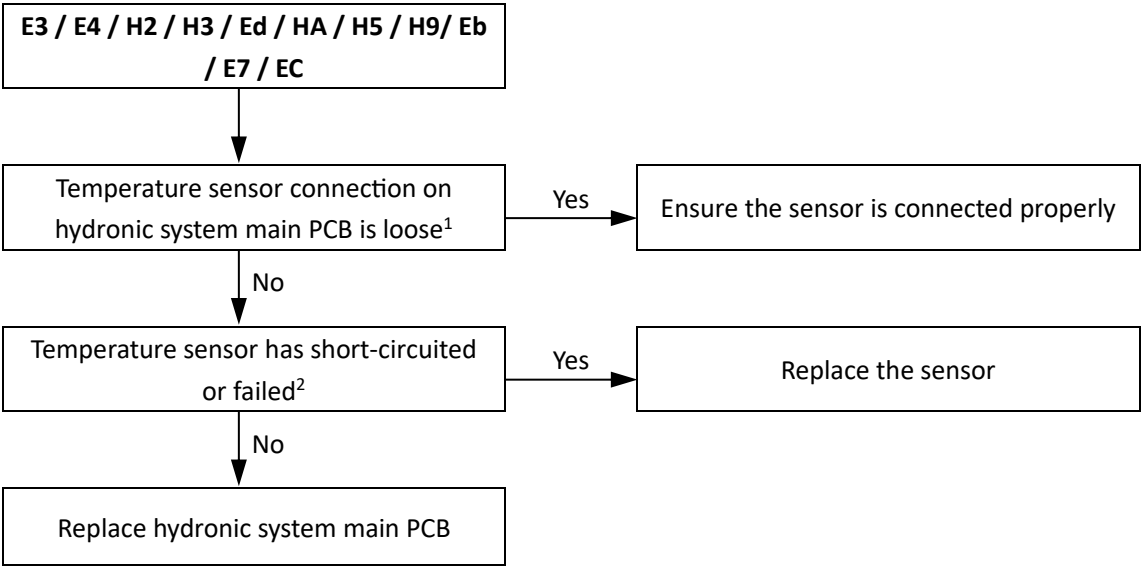 E3 / E4 / H2 / H3 / Ed / HA / H5 / H9/ Eb
/ E7 / EC
Temperature sensor connection on
hydronic system main PCB is loose¹
Yes
Ensure the sensor is connected properly
No
Temperature sensor has short-circuited
or failed²
Yes
Replace the sensor
No
Replace hydronic system main PCB